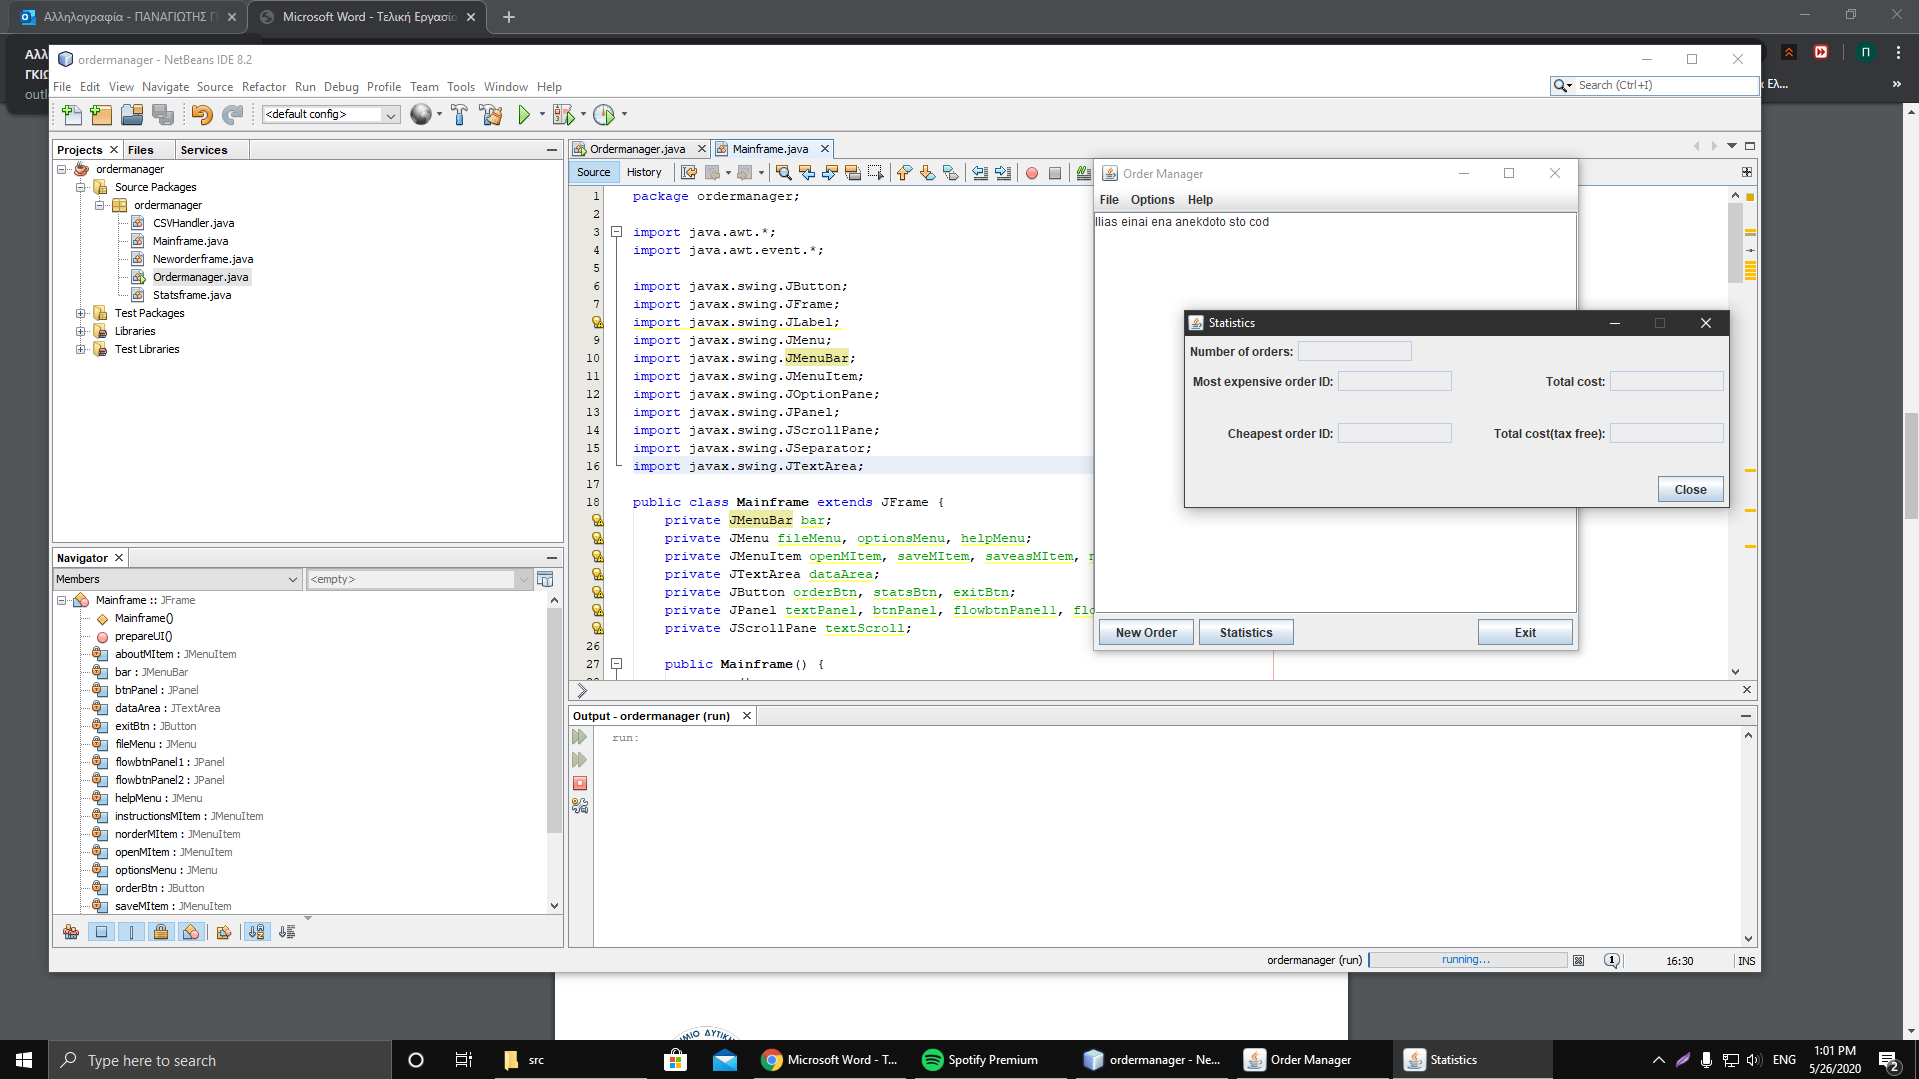 Αλληλογραφία - ΠΑΝΑΓΙΩΤΗΣ Γ
Microsoft Word - Τελική Εργασία
ordermanager - NetBeans IDE 8.2
File Edit View Navigate Source Refactor Run Debug Profile Team Tools Window Help
Search (Ctrl+I)
<default config>
Projects Files Services
ordermanager
Source Packages
ordermanager
CSVHandler.java
Mainframe.java
Neworderframe.java
Ordermanager.java
Statsframe.java
Test Packages
Libraries
Test Libraries
Navigator
Members
<empty>
Mainframe :: JFrame
Mainframe()
prepareUI()
aboutMItem : JMenuItem
bar : JMenuBar
btnPanel : JPanel
dataArea : JTextArea
exitBtn : JButton
fileMenu : JMenu
flowbtnPanel1 : JPanel
flowbtnPanel2 : JPanel
helpMenu : JMenu
instructionsMItem : JMenuItem
norderMItem : JMenuItem
openMItem : JMenuItem
optionsMenu : JMenu
orderBtn : JButton
saveMItem : JMenuItem
Ordermanager.java Mainframe.java
Source History
1 package ordermanager;
2
3 import java.awt.*;
4 import java.awt.event.*;
5
6 import javax.swing.JButton;
7 import javax.swing.JFrame;
import javax.swing.JLabel;
9 import javax.swing.JMenu;
10 import javax.swing.JMenuBar;
11 import javax.swing.JMenuItem;
12 import javax.swing.JOptionPane;
13 import javax.swing.JPanel;
14 import javax.swing.JScrollPane;
15 import javax.swing.JSeparator;
16 import javax.swing.JTextArea;
17
18 public class Mainframe extends JFrame {
private JMenuBar bar;
private JMenu fileMenu, optionsMenu, helpMenu;
private JMenuItem openMItem, saveMItem, saveasMItem,
private JTextArea dataArea;
private JButton orderBtn, statsBtn, exitBtn;
private JPanel textPanel, btnPanel, flowbtnPanel1,
private JScrollPane textScroll;
26
27 public Mainframe() {
Order Manager
File Options Help
Ilias einai ena anekdoto sto cod
New Order Statistics Exit
Statistics
Number of orders:
Most expensive order ID: Total cost:
Cheapest order ID: Total cost(tax free):
Close
Output - ordermanager (run)
run:
ordermanager (run) running... 1 16:30 INS
Type here to search
src
Microsoft Word - T...
Spotify Premium
ordermanager - Ne...
Order Manager
Statistics
ENG
1:01 PM
5/26/2020
2